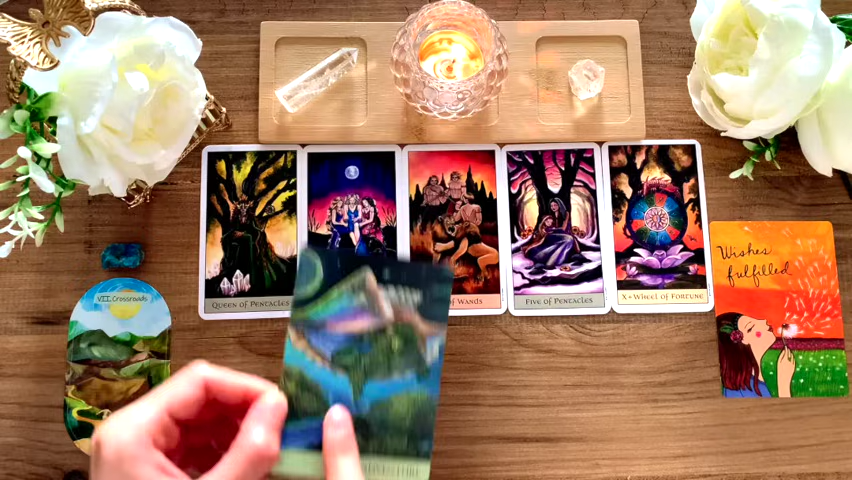 Queen of Pentacles
of Wands
Five of Pentacles
X • Wheel of Fortune
Wishes
fulfilled
VII. Crossroads